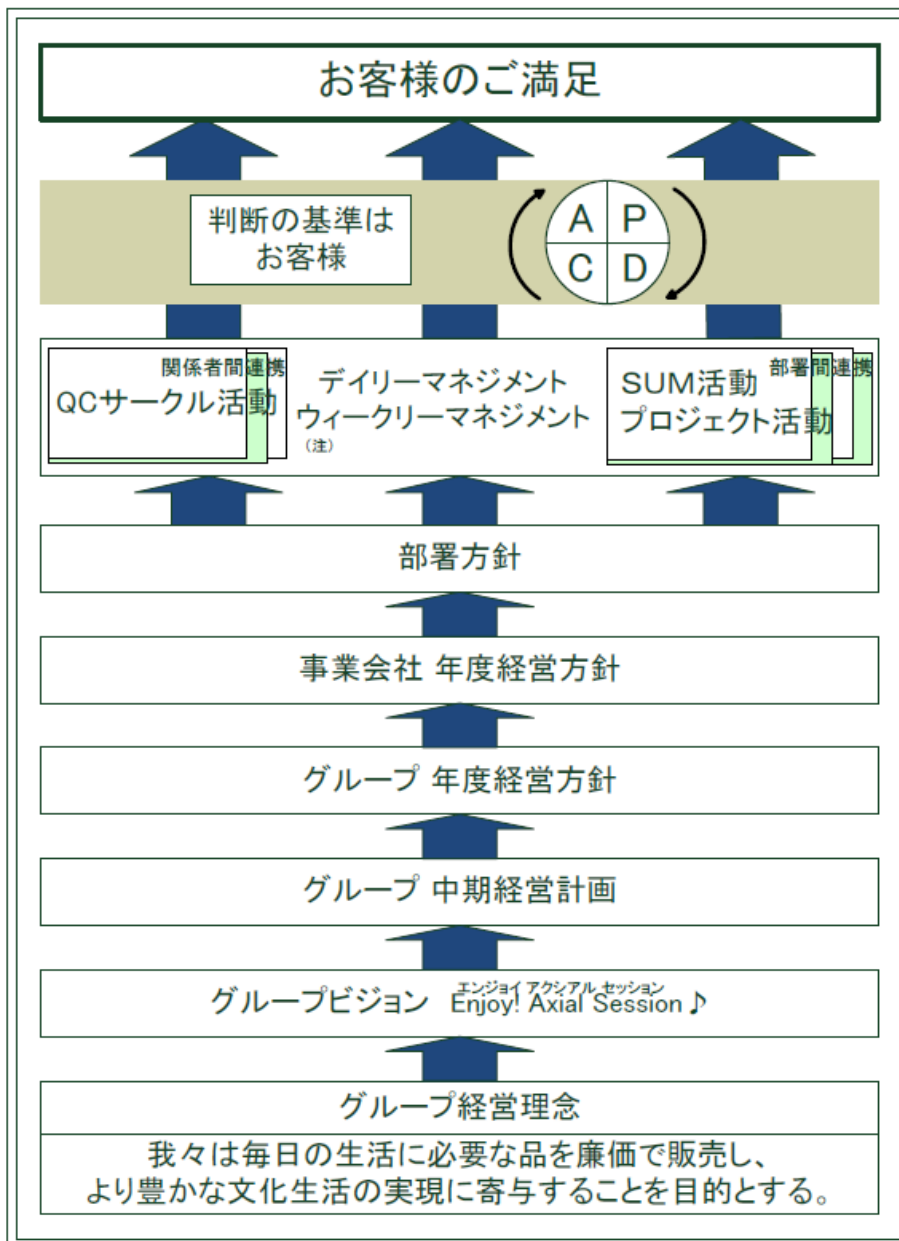 お客様のご満足
判断の基準は
お客様
A P
C D
関係者間連携
QCサークル活動
デイリーマネジメント
ウィークリーマネジメント
(注)
部署間連携
SUM活動
プロジェクト活動
部署方針
事業会社 年度経営方針
グループ 年度経営方針
グループ 中期経営計画
エンジョイ アクシアル セッション
グループビジョン Enjoy! Axial Session♪
グループ経営理念
我々は毎日の生活に必要な品を廉価で販売し、
より豊かな文化生活の実現に寄与することを目的とする。